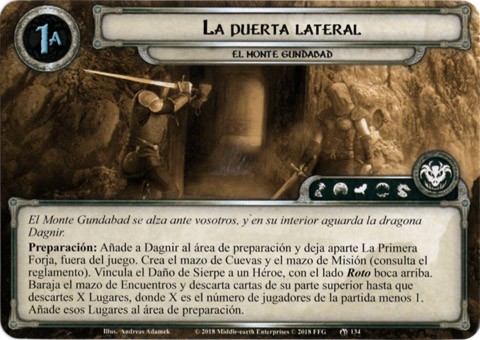 1A
La puerta lateral
El Monte Gundabad
El Monte Gundabad se alza ante vosotros, y en su interior aguarda la dragona
Dagnir.
Preparación: Añade a Dagnir al área de preparación y deja aparte La Primera
Forja, fuera del juego. Crea el mazo de Cuevas y el mazo de Misión (consulta el
reglamento). Vincula el Daño de Sierpe a un Héroe, con el lado Roto boca arriba.
Baraja el mazo de Encuentros y descarta cartas de su parte superior hasta que
descartes X Lugares, donde X es el número de jugadores de la partida menos 1.
Añade esos Lugares al área de preparación.
Illus. Andreas Adamek © 2018 Middle-earth Enterprises © 2018 FFG 134